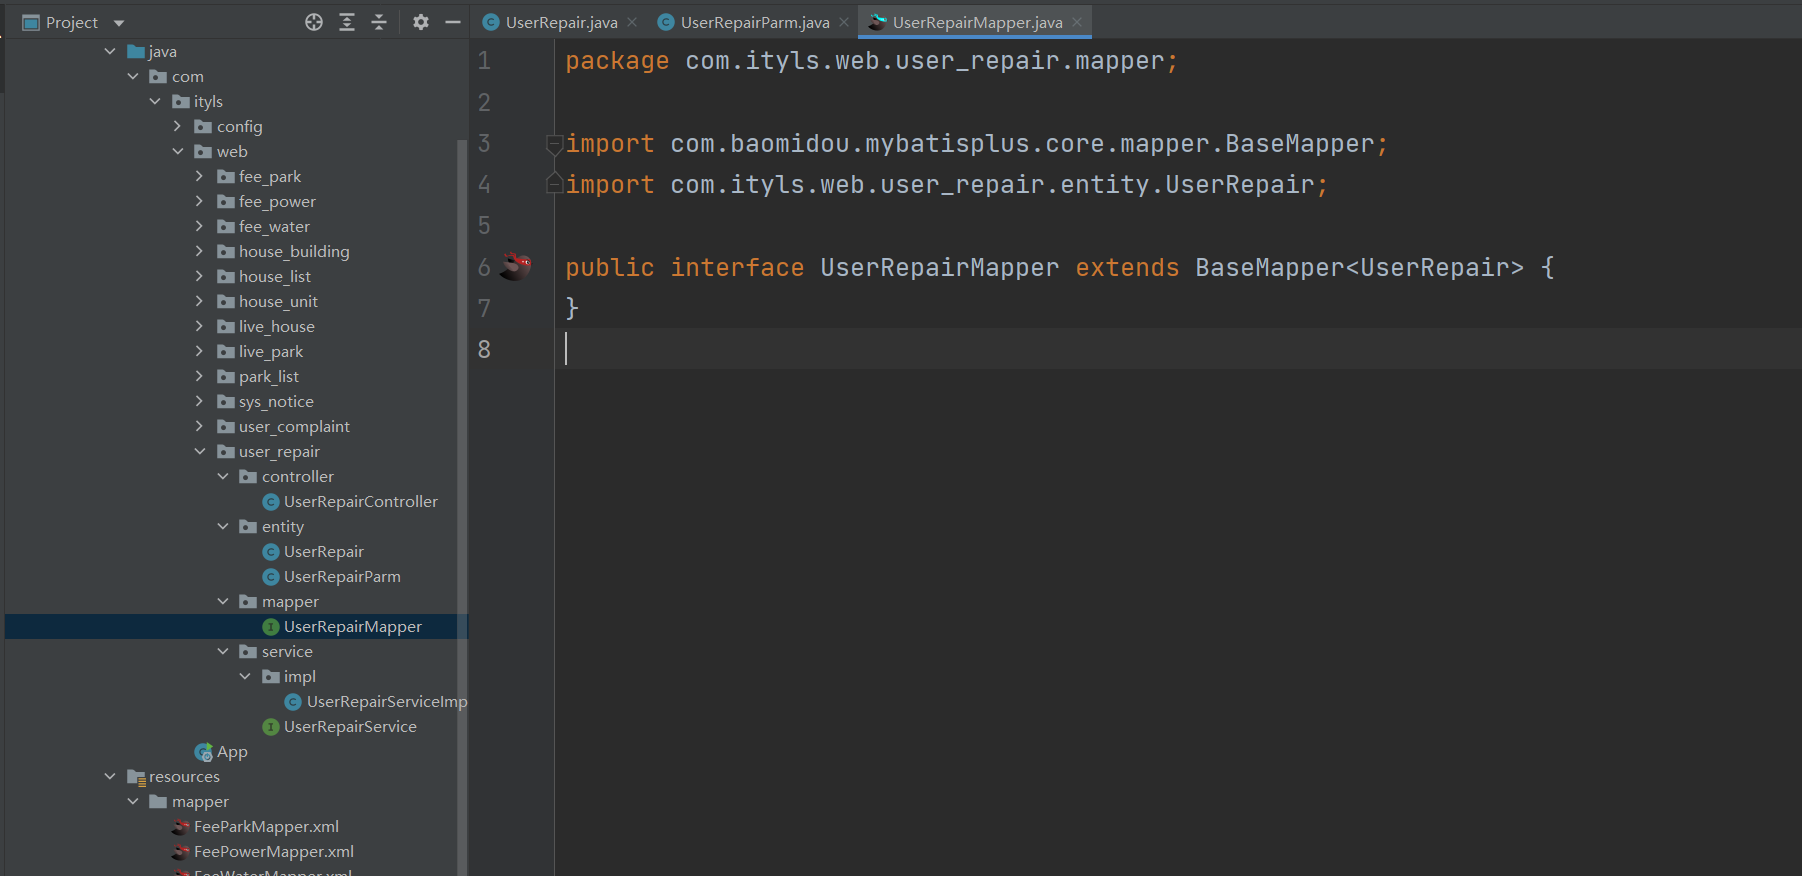 Project
java
com
ityls
config
web
fee_park
fee_power
fee_water
house_building
house_list
house_unit
live_house
live_park
park_list
sys_notice
user_complaint
user_repair
controller
UserRepairController
entity
UserRepair
UserRepairParm
mapper
UserRepairMapper
service
impl
UserRepairServiceImp
UserRepairService
App
resources
mapper
FeeParkMapper.xml
FeePowerMapper.xml
FeeWaterMapper.xml
UserRepair.java UserRepairParm.java UserRepairMapper.java
1 package com.ityls.web.user_repair.mapper;
2
3 import com.baomidou.mybatisplus.core.mapper.BaseMapper;
4 import com.ityls.web.user_repair.entity.UserRepair;
5
6 public interface UserRepairMapper extends BaseMapper<UserRepair> {
7 }
8